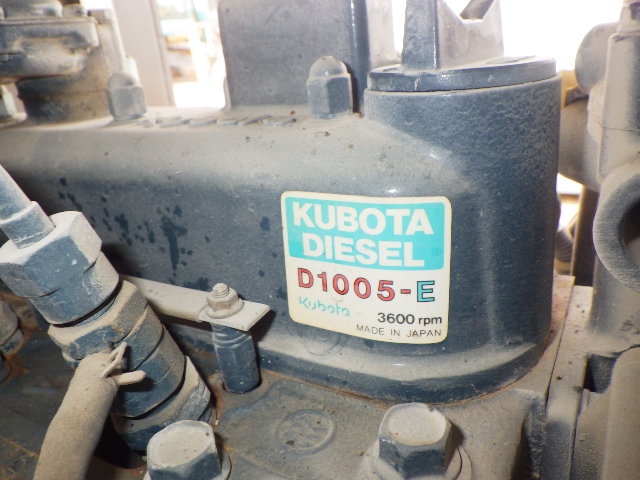 KUBOTA
DIESEL
D1005-E
Kubota
3600 rpm
MADE IN JAPAN